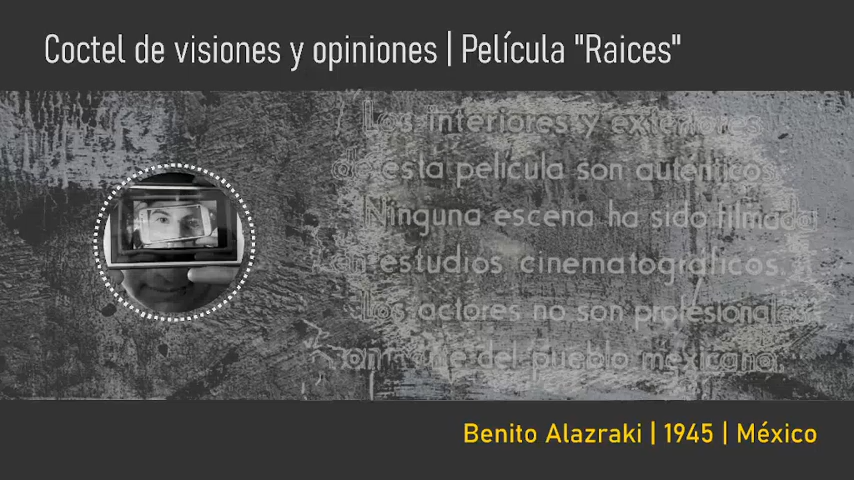 Coctel de visiones y opiniones | Película "Raices"
Los interiores y exteriores
de esta película son autenticos.
Ninguna escena ha sido filmada
en estudios cinematográficos.
Los actores no son profesionales
del pueblo mexicano.
Benito Alazraki | 1945 | México